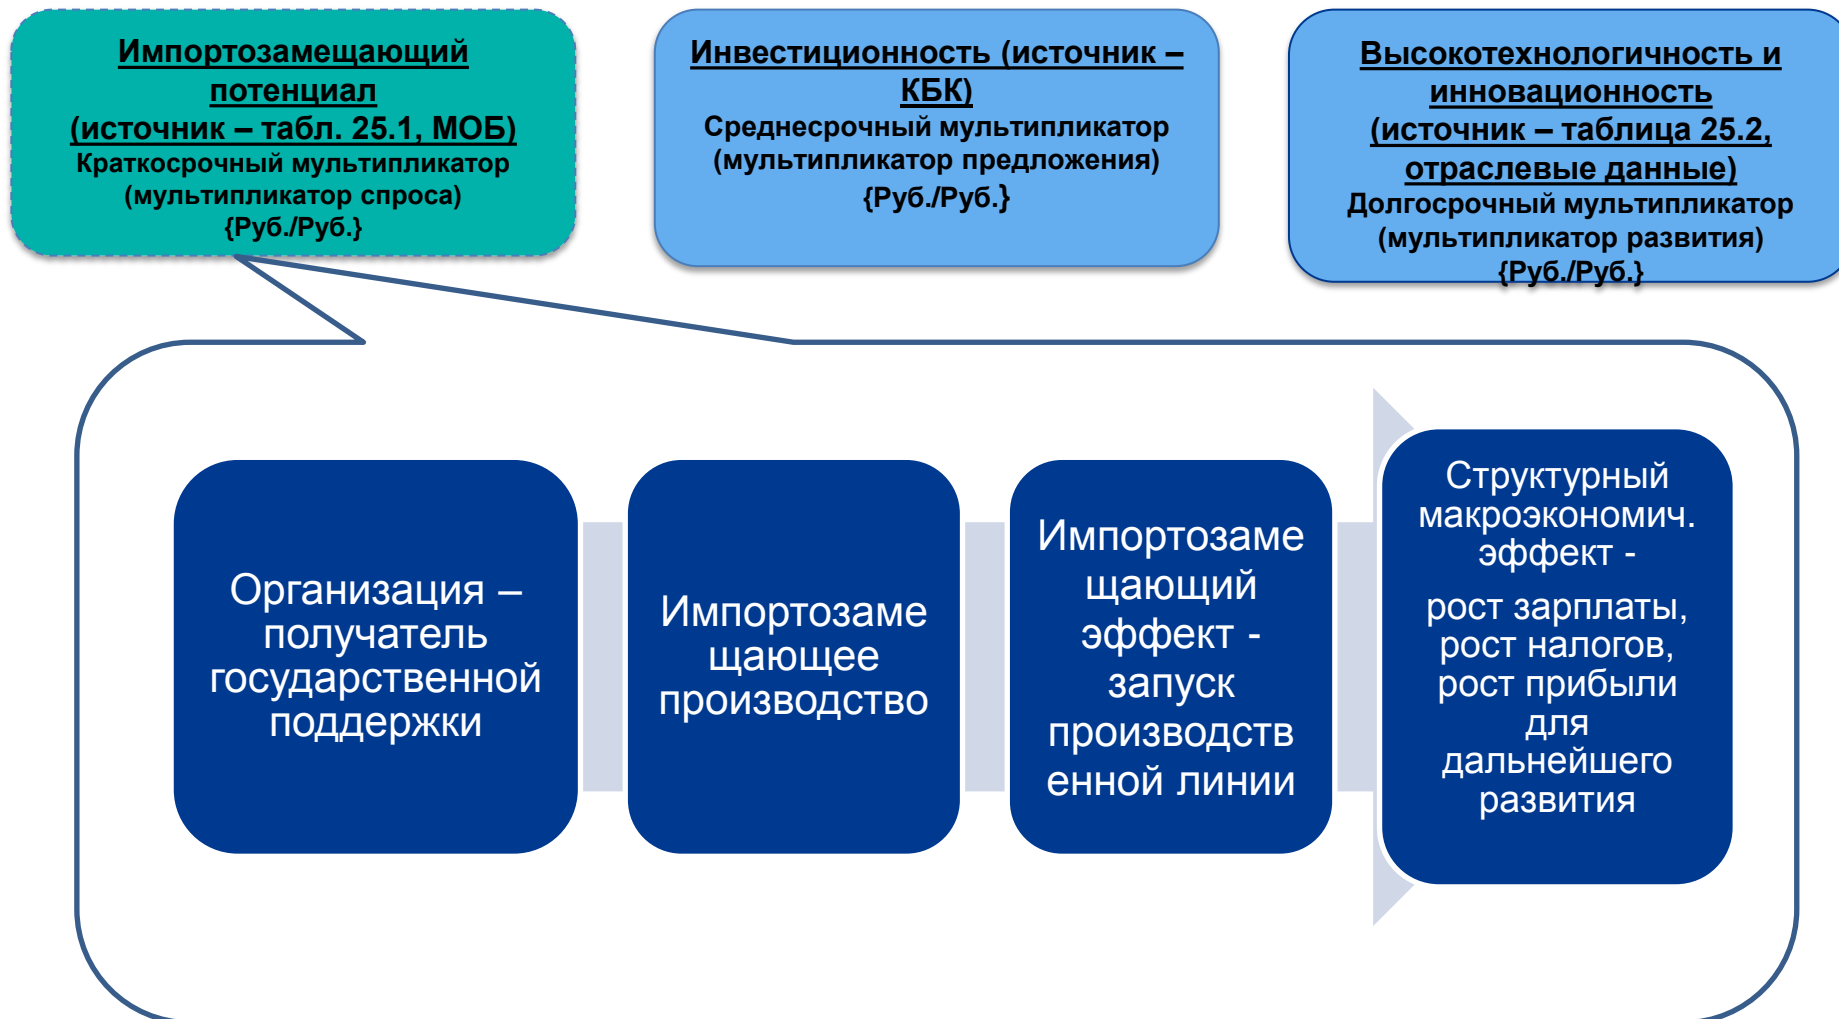 Импортозамещающий
потенциал
(источник – табл. 25.1, МОБ)
Краткосрочный мультипликатор
(мультипликатор спроса)
{Руб./Руб.}
Инвестиционность (источник –
КБК)
Среднесрочный мультипликатор
(мультипликатор предложения)
{Руб./Руб.}
Высокотехнологичность и
инновационность
(источник – таблица 25.2,
отраслевые данные)
Долгосрочный мультипликатор
(мультипликатор развития)
{Руб./Руб.}
Организация –
получатель
государственной
поддержки
Импортозаме
щающее
производство
Импортозаме
щающий
эффект -
запуск
производств
енной линии
Структурный
макроэкономич.
эффект -
рост зарплаты,
рост налогов,
рост прибыли
для
дальнейшего
развития